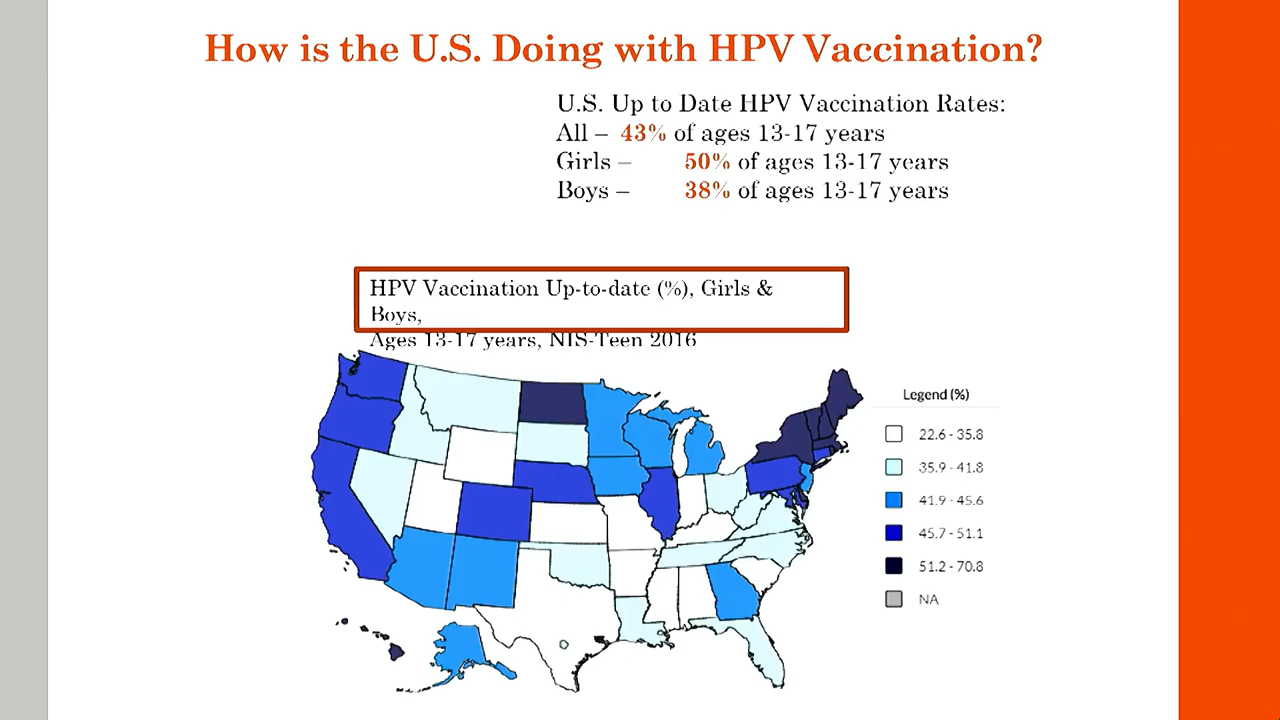 How is the U.S. Doing with HPV Vaccination?
U.S. Up to Date HPV Vaccination Rates:
All – 43% of ages 13-17 years
Girls – 50% of ages 13-17 years
Boys – 38% of ages 13-17 years
HPV Vaccination Up-to-date (%), Girls &
Boys,
Ages 13-17 years, NIS-Teen 2016
Legend (%)
22.6 - 35.8
35.9 - 41.8
41.9 - 45.6
45.7 - 51.1
51.2 - 70.8
NA